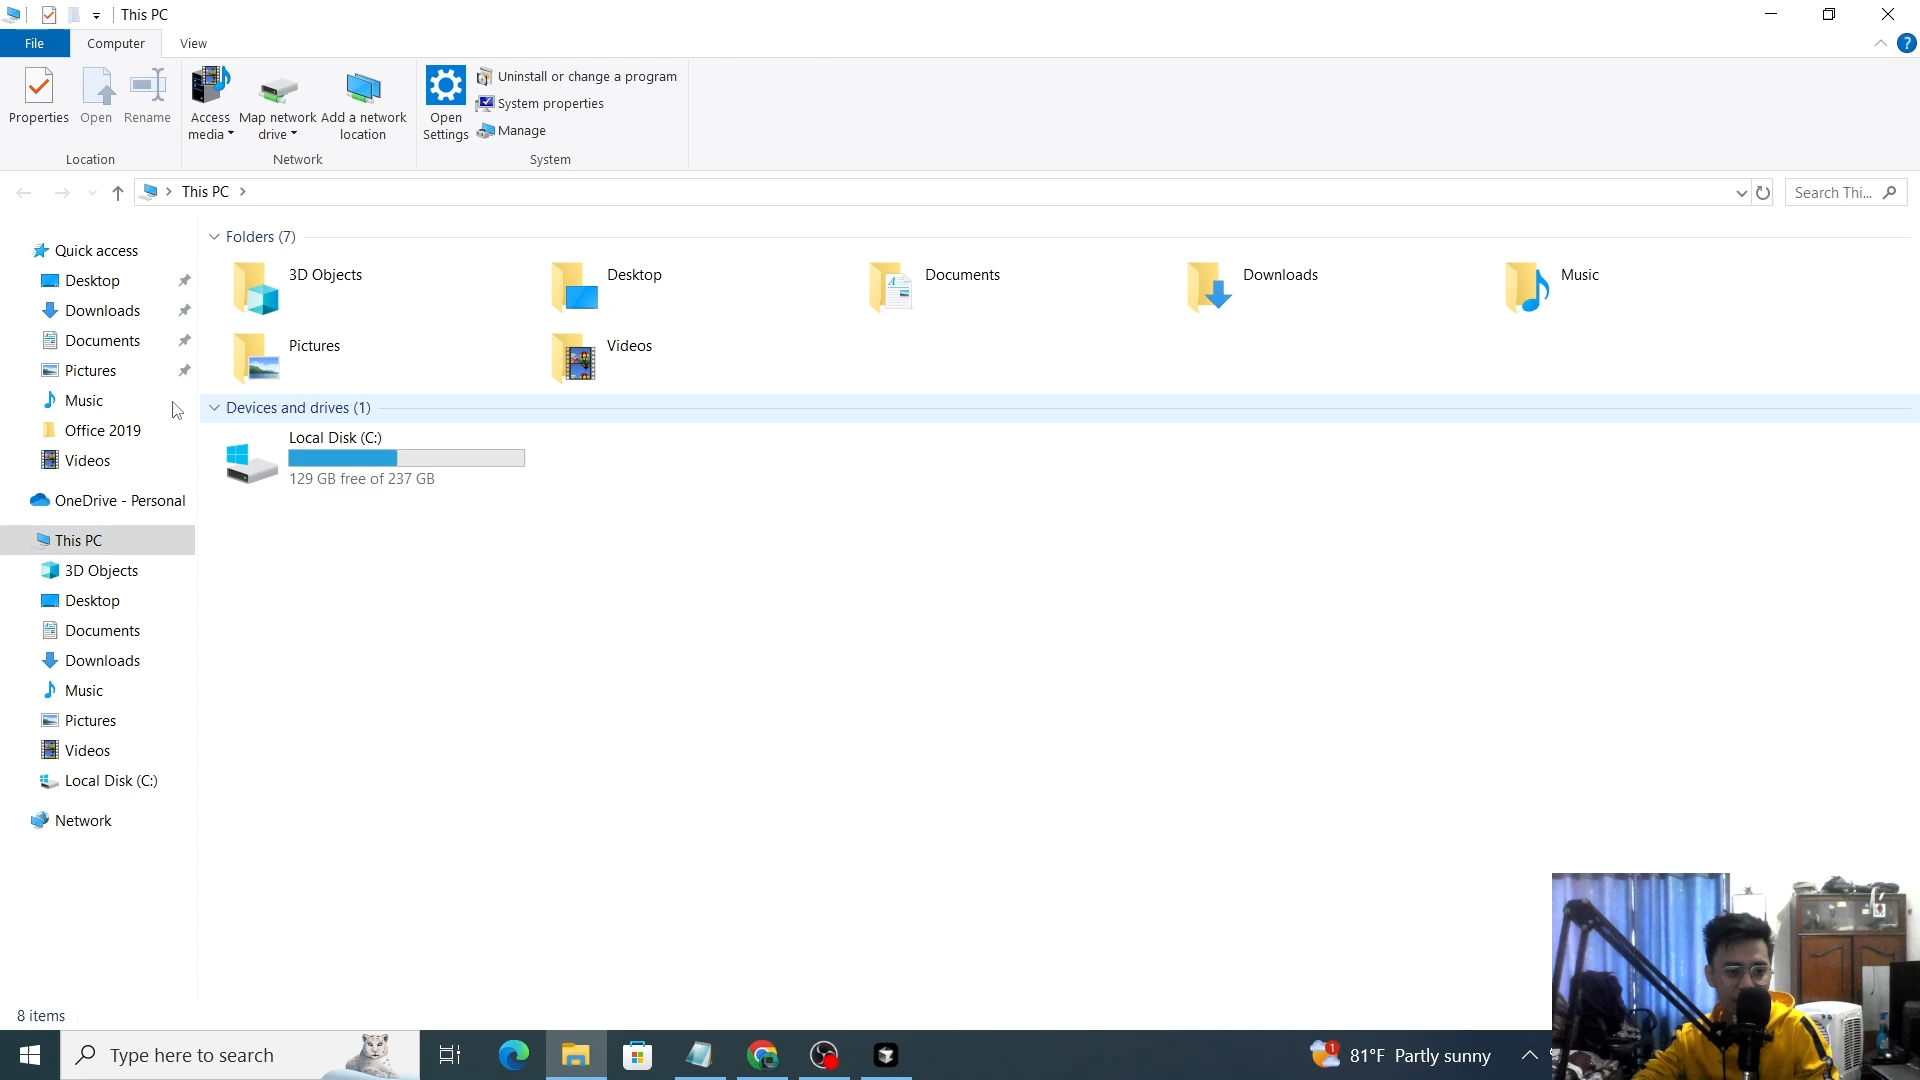 This PC
File
Computer
View
?
Properties
Open
Rename
Location
Access
media
Map network
drive
Add a network
location
Network
Open
Settings
Uninstall or change a program
System properties
Manage
System
This PC
Search Thi...
Quick access
Desktop
Downloads
Documents
Pictures
Music
Office 2019
Videos
OneDrive - Personal
This PC
3D Objects
Desktop
Documents
Downloads
Music
Pictures
Videos
Local Disk (C:)
Network
Folders (7)
3D Objects
Desktop
Documents
Downloads
Music
Pictures
Videos
Devices and drives (1)
Local Disk (C:)
129 GB free of 237 GB
8 items
Type here to search
1
81°F Partly sunny